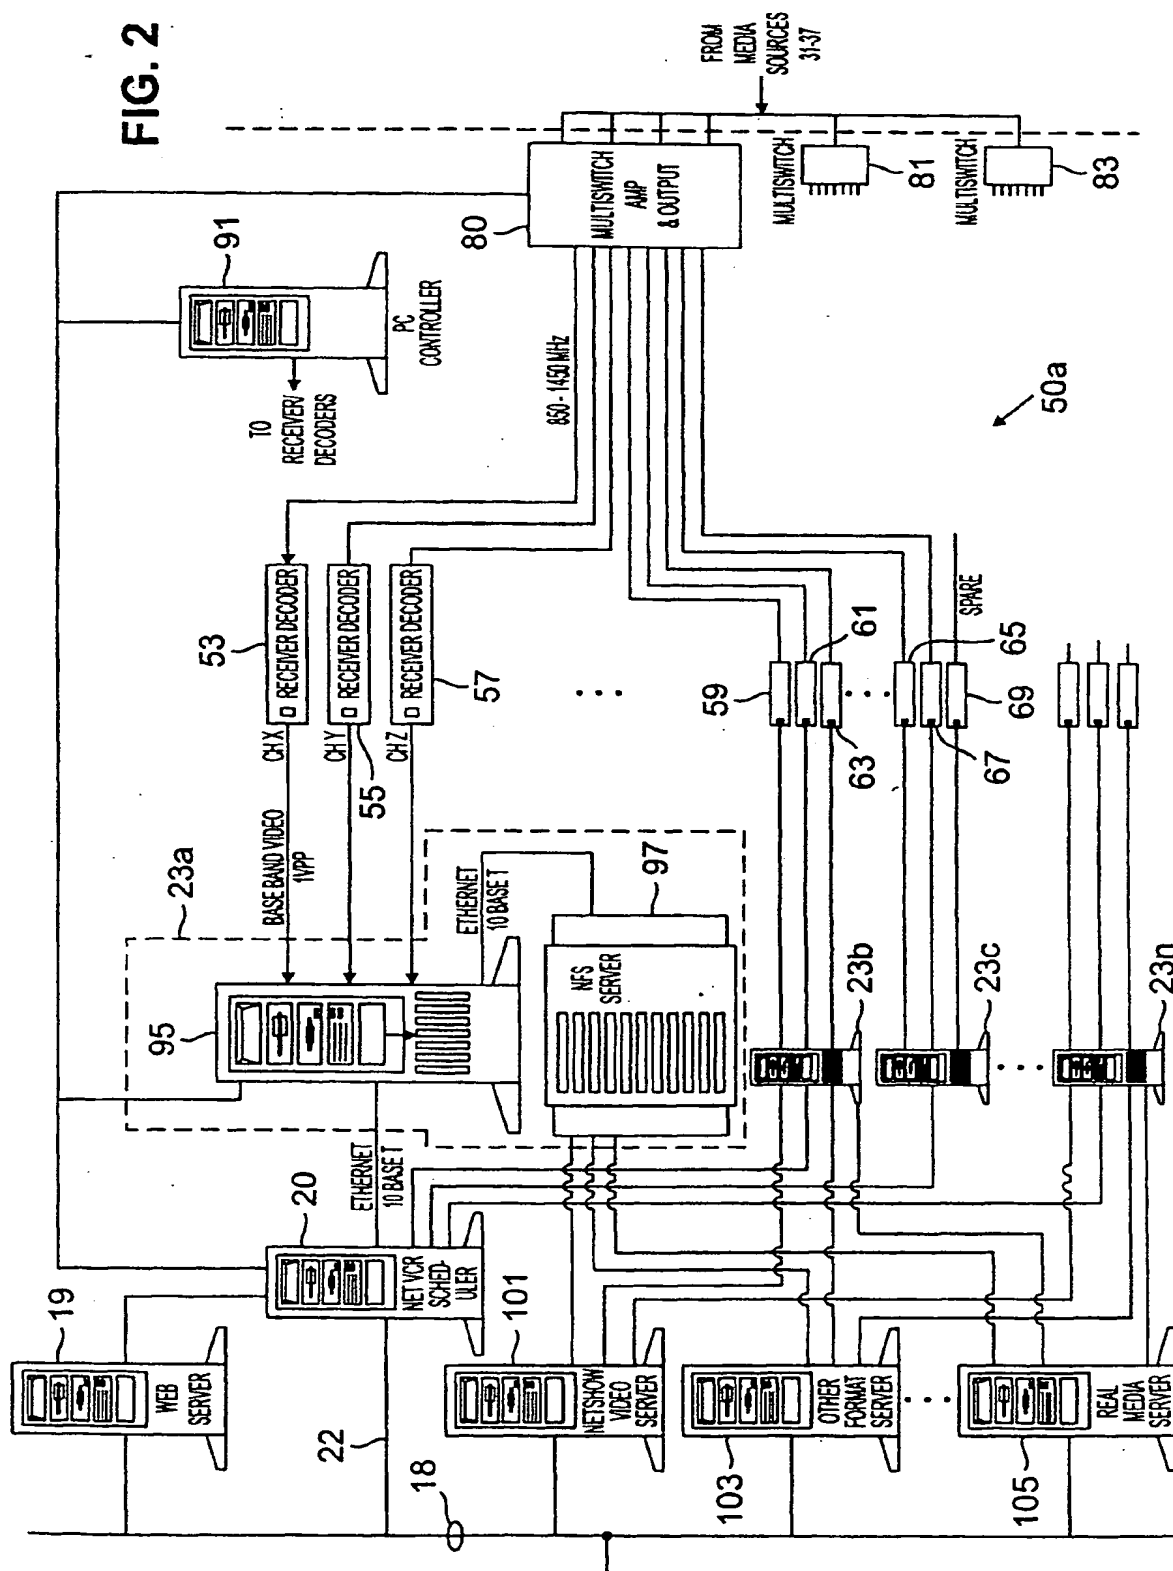 FIG. 2
FROM
MEDIA
SOURCES
31-37
MULTISWITCH
AMP
& OUTPUT
80
MULTISWITCH
81
MULTISWITCH
83
91
PC
CONTROLLER
TO
RECEIVER/
DECODERS
850 - 1450 MHz
50a
RECEIVER DECODER
53
RECEIVER DECODER
55
RECEIVER DECODER
57
CH X
CH Y
CH Z
BASE BAND VIDEO
1VPP
59
61
63
65
67
69
SPARE
23a
95
ETHERNET
10 BASE T
NFS
SERVER
97
23b
23c
23n
ETHERNET
10 BASE T
20
NET VCR
SCHED-
ULER
19
WEB
SERVER
22
18
101
NETSHOW
VIDEO
SERVER
103
OTHER
FORMAT
SERVER
105
REAL
MEDIA
SERVER